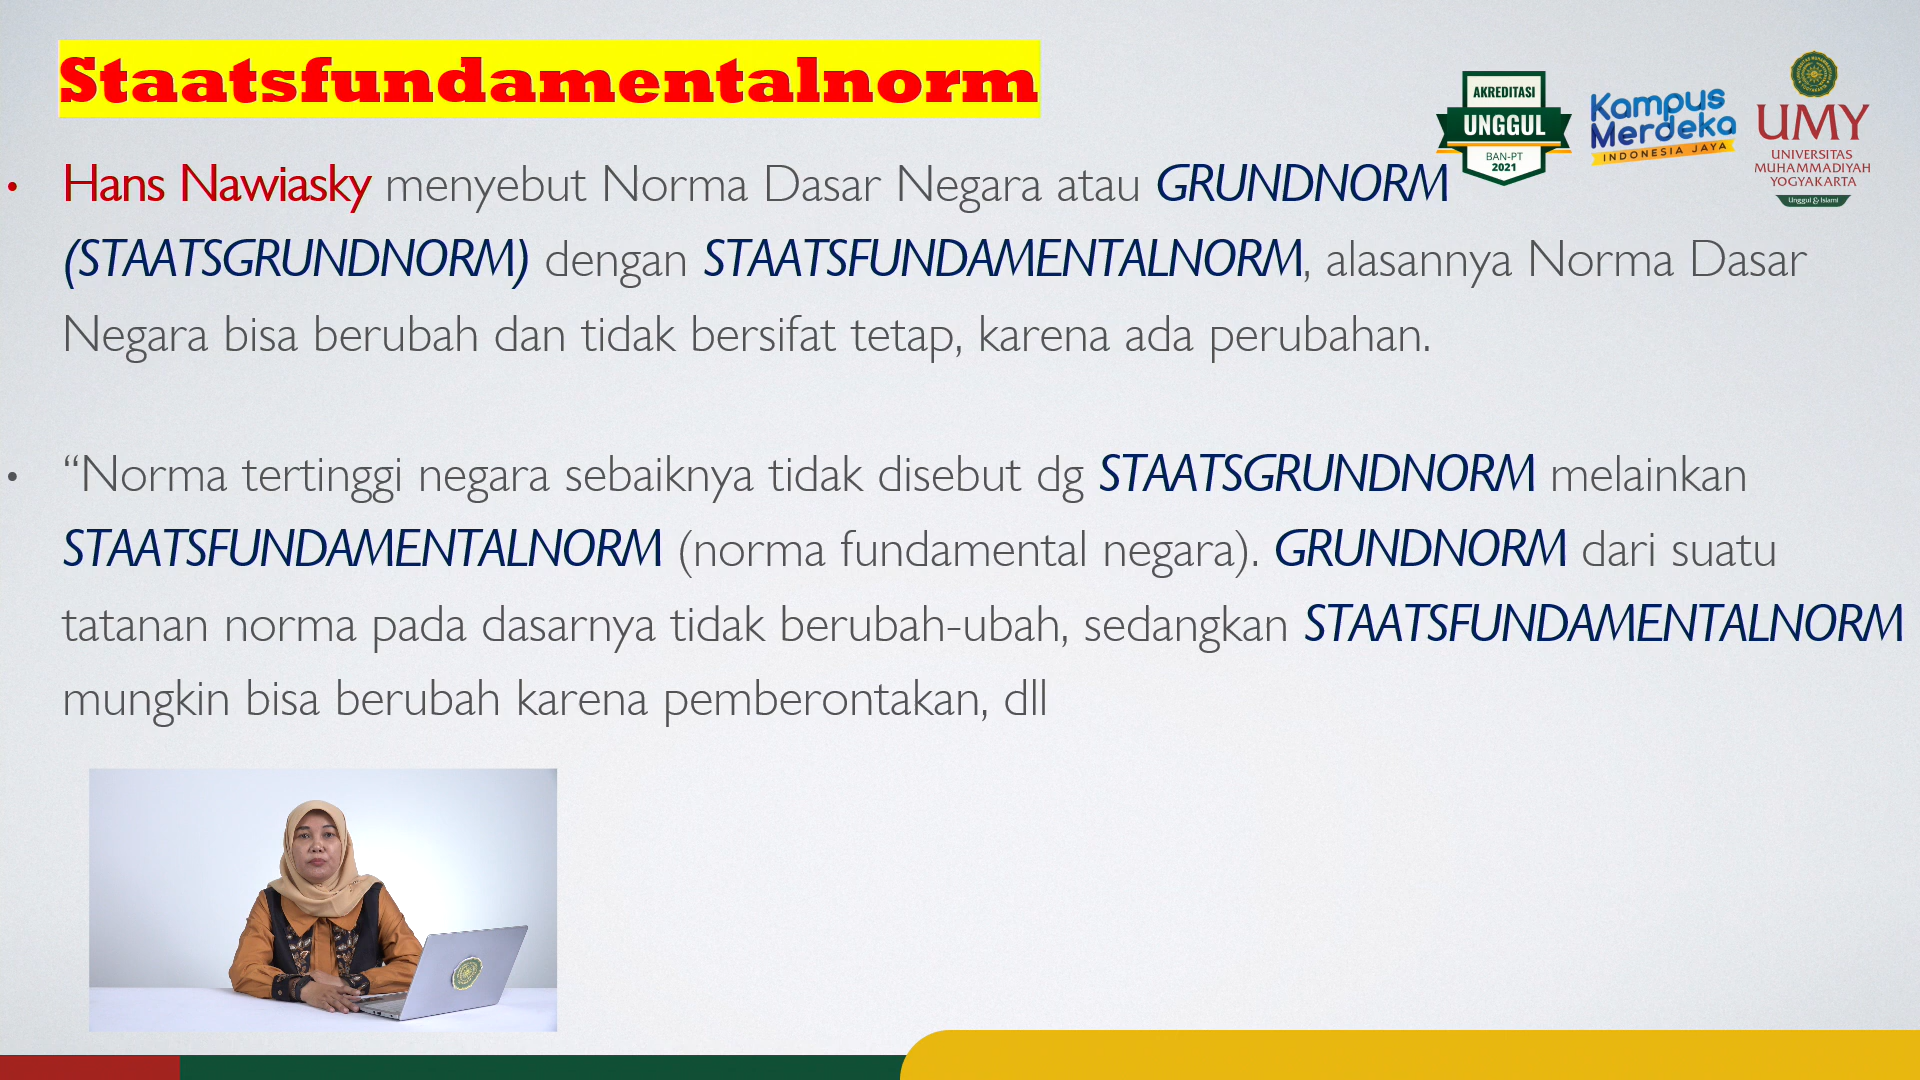 Staatsfundamentalnorm
AKREDITASI
UNGGUL
BAN-PT
2021
Kampus
Merdeka
INDONESIA JAYA
UMY
UNIVERSITAS
MUHAMMADIYAH
YOGYAKARTA
Unggul & Islami
• Hans Nawiasky menyebut Norma Dasar Negara atau GRUNDNORM
(STAATSGRUNDNORM) dengan STAATSFUNDAMENTALNORM, alasannya Norma Dasar
Negara bisa berubah dan tidak bersifat tetap, karena ada perubahan.
• “Norma tertinggi negara sebaiknya tidak disebut dg STAATSGRUNDNORM melainkan
STAATSFUNDAMENTALNORM (norma fundamental negara). GRUNDNORM dari suatu
tatanan norma pada dasarnya tidak berubah-ubah, sedangkan STAATSFUNDAMENTALNORM
mungkin bisa berubah karena pemberontakan, dll